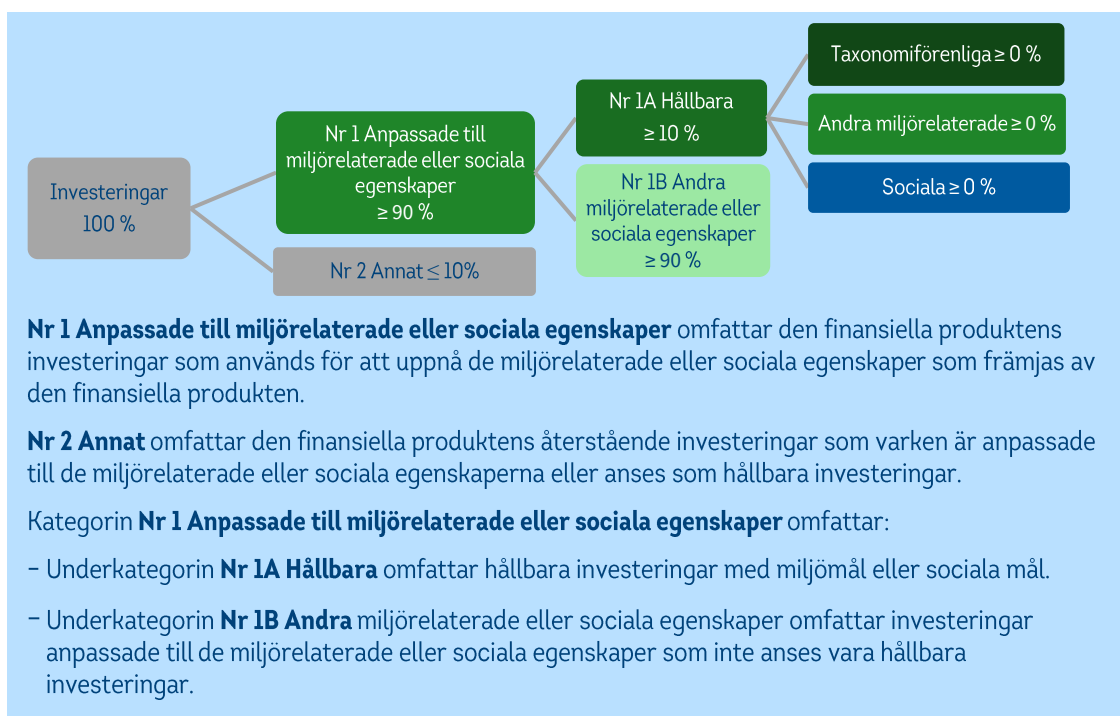 Investeringar
100 %
Nr 1 Anpassade till
miljörelaterade eller sociala
egenskaper
≥ 90 %
Nr 2 Annat ≤ 10%
Nr 1A Hållbara
≥ 10 %
Nr 1B Andra
miljörelaterade eller
sociala egenskaper
≥ 90 %
Taxonomiförenliga ≥ 0 %
Andra miljörelaterade ≥ 0 %
Sociala ≥ 0 %
Nr 1 Anpassade till miljörelaterade eller sociala egenskaper omfattar den finansiella produktens
investeringar som används för att uppnå de miljörelaterade eller sociala egenskaper som främjas av
den finansiella produkten.
Nr 2 Annat omfattar den finansiella produktens återstående investeringar som varken är anpassade
till de miljörelaterade eller sociala egenskaperna eller anses som hållbara investeringar.
Kategorin Nr 1 Anpassade till miljörelaterade eller sociala egenskaper omfattar:
– Underkategorin Nr 1A Hållbara omfattar hållbara investeringar med miljömål eller sociala mål.
– Underkategorin Nr 1B Andra miljörelaterade eller sociala egenskaper omfattar investeringar
anpassade till de miljörelaterade eller sociala egenskaper som inte anses vara hållbara
investeringar.